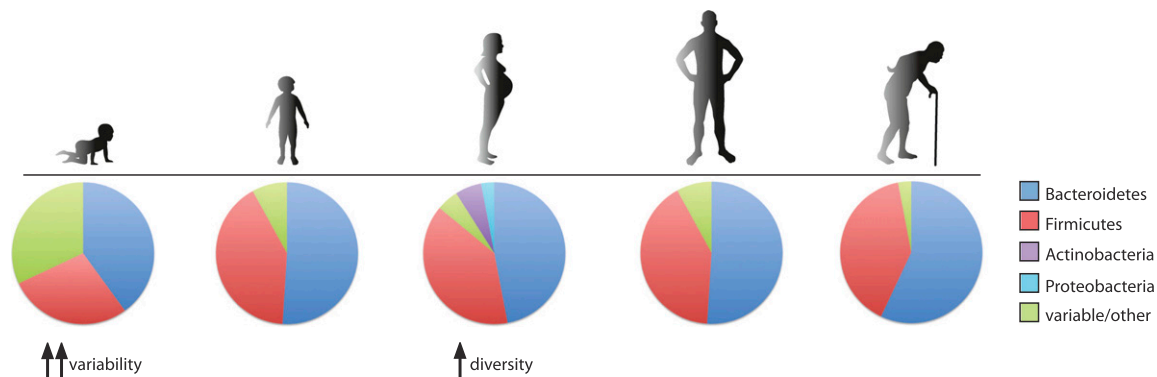 Bacteroidetes
Firmicutes
Actinobacteria
Proteobacteria
variable/other
variability
diversity